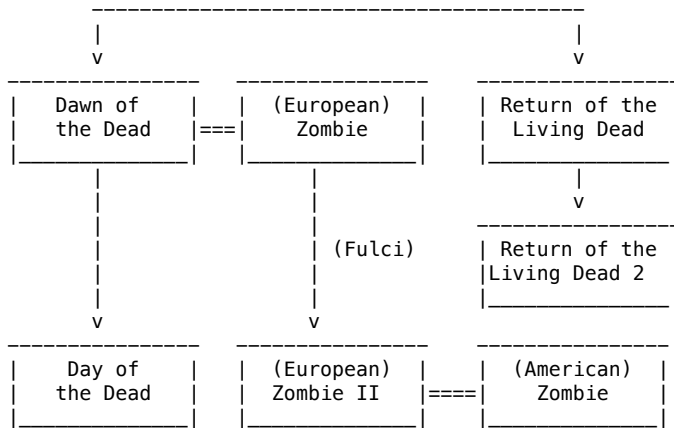 Dawn of (European) Return of the
the Dead Zombie Living Dead
(Fulci) Return of the
Living Dead 2
Day of (European) (American)
the Dead Zombie II Zombie